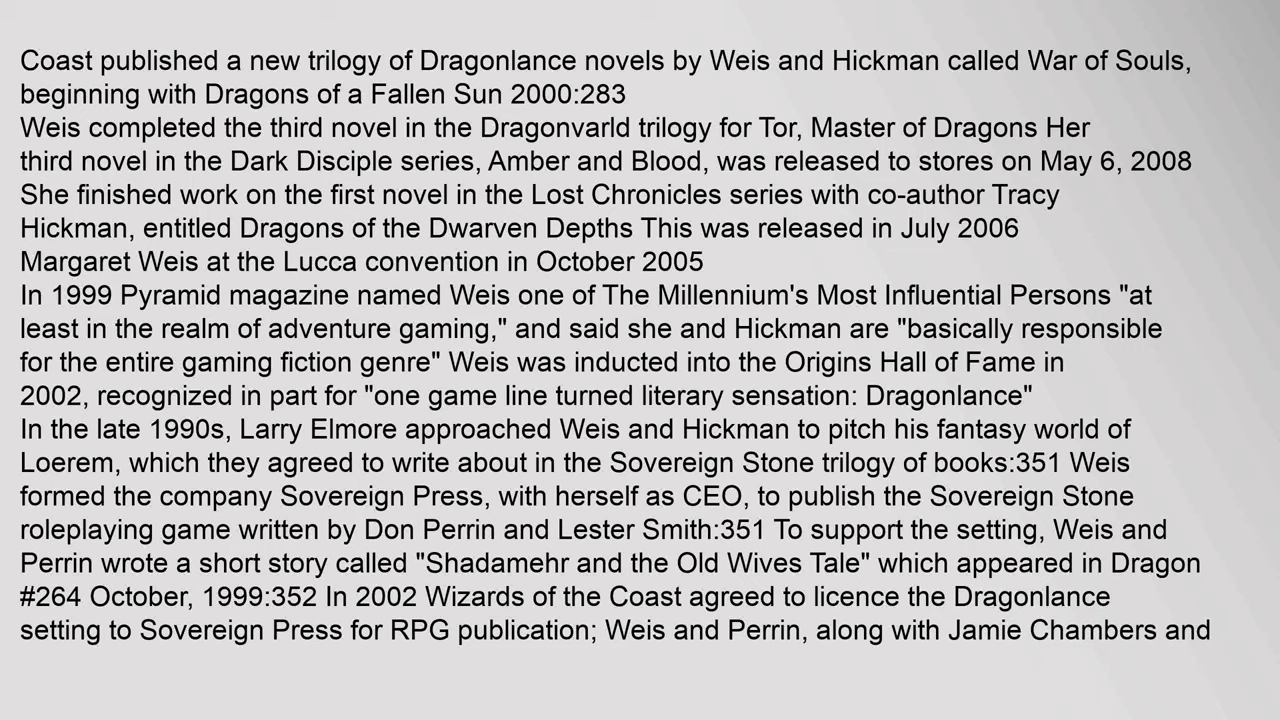 Coast published a new trilogy of Dragonlance novels by Weis and Hickman called War of Souls,
beginning with Dragons of a Fallen Sun 2000:283
Weis completed the third novel in the Dragonvarld trilogy for Tor, Master of Dragons Her
third novel in the Dark Disciple series, Amber and Blood, was released to stores on May 6, 2008
She finished work on the first novel in the Lost Chronicles series with co-author Tracy
Hickman, entitled Dragons of the Dwarven Depths This was released in July 2006
Margaret Weis at the Lucca convention in October 2005
In 1999 Pyramid magazine named Weis one of The Millennium's Most Influential Persons "at
least in the realm of adventure gaming," and said she and Hickman are "basically responsible
for the entire gaming fiction genre" Weis was inducted into the Origins Hall of Fame in
2002, recognized in part for "one game line turned literary sensation: Dragonlance"
In the late 1990s, Larry Elmore approached Weis and Hickman to pitch his fantasy world of
Loerem, which they agreed to write about in the Sovereign Stone trilogy of books:351 Weis
formed the company Sovereign Press, with herself as CEO, to publish the Sovereign Stone
roleplaying game written by Don Perrin and Lester Smith:351 To support the setting, Weis and
Perrin wrote a short story called "Shadamehr and the Old Wives Tale" which appeared in Dragon
#264 October, 1999:352 In 2002 Wizards of the Coast agreed to licence the Dragonlance
setting to Sovereign Press for RPG publication; Weis and Perrin, along with Jamie Chambers and